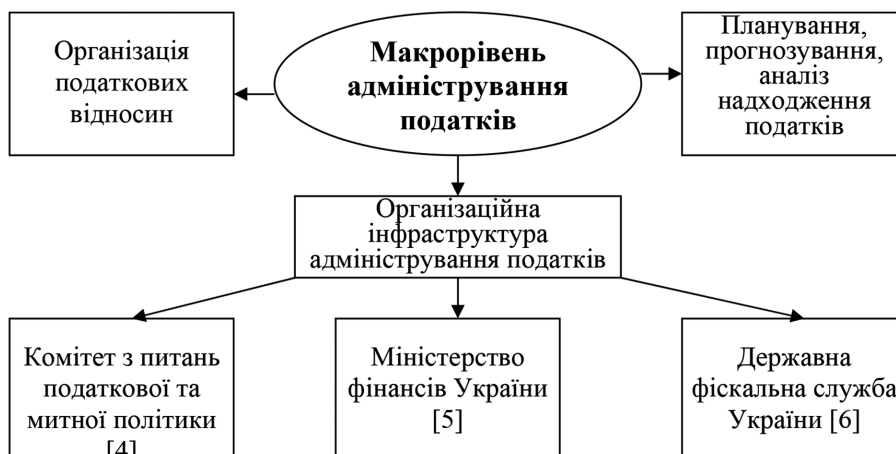 Організація
податкових
відносин
Макрорівень
адміністрування
податків
Планування,
прогнозування,
аналіз
надходження
податків
Організаційна
інфраструктура
адміністрування податків
Комітет з питань
податкової та
митної політики
[4]
Міністерство
фінансів України
[5]
Державна
фіскальна служба
України [6]